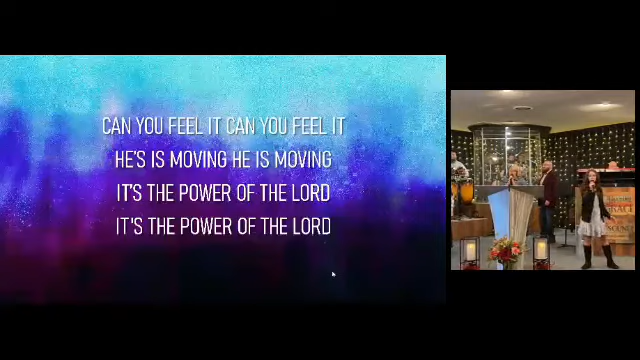 CAN YOU FEEL IT CAN YOU FEEL IT
HE'S IS MOVING HE IS MOVING
IT'S THE POWER OF THE LORD
IT'S THE POWER OF THE LORD
GRACE